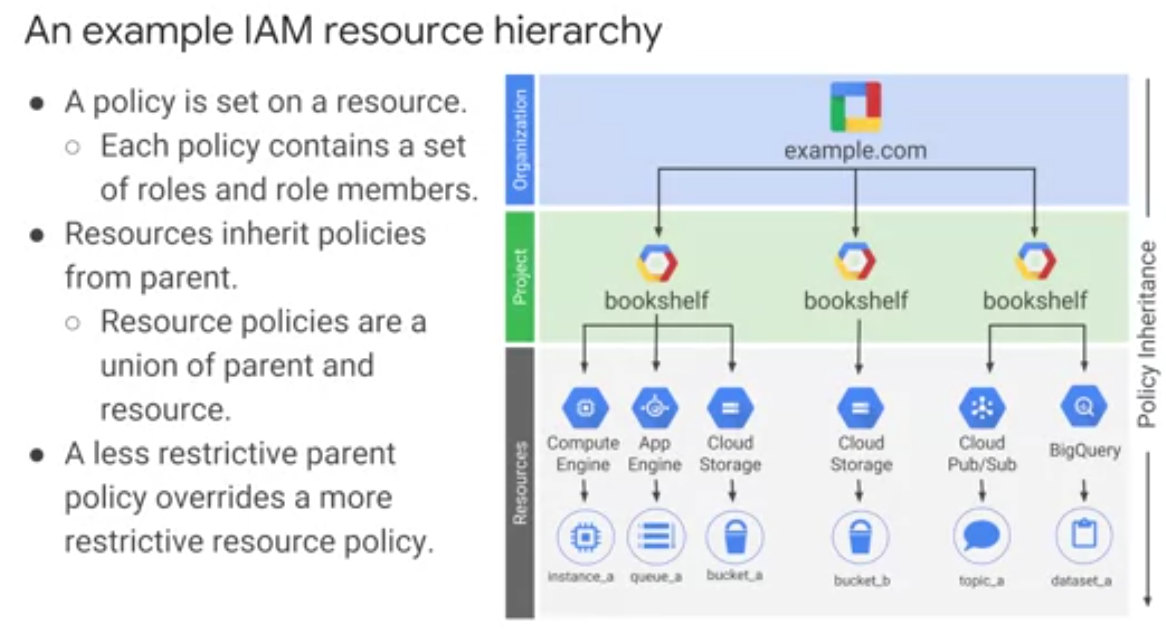 An example IAM resource hierarchy
● A policy is set on a resource.
○ Each policy contains a set
of roles and role members.
● Resources inherit policies
from parent.
○ Resource policies are a
union of parent and
resource.
● A less restrictive parent
policy overrides a more
restrictive resource policy.
Organization
example.com
Project
bookshelf
bookshelf
bookshelf
Resources
Compute
Engine
App
Engine
Cloud
Storage
Cloud
Storage
Cloud
Pub/Sub
BigQuery
instance_a
queue_a
bucket_a
bucket_b
topic_a
dataset_a
Policy Inheritance